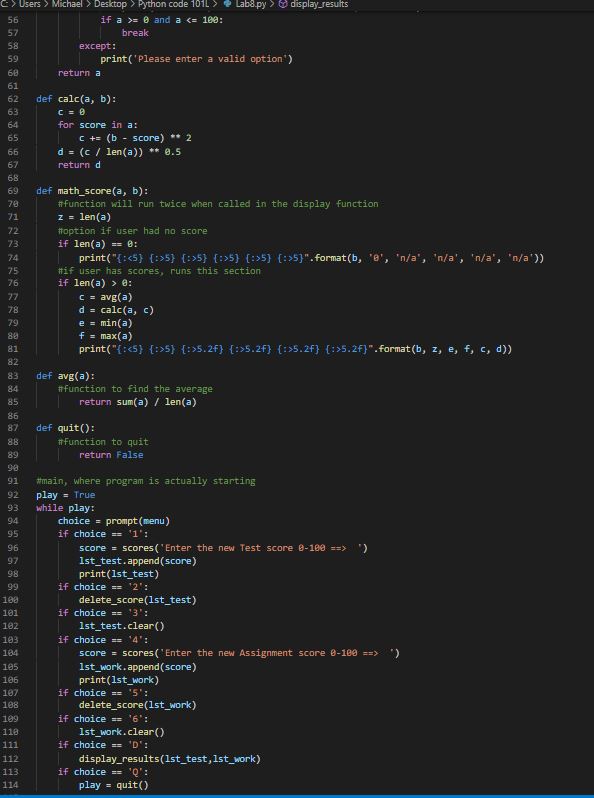 C: > Users > Michael > Desktop > Python code 101L > Lab8.py > display_results
56 if a >= 0 and a <= 100:
57 break
58 except:
59 print('Please enter a valid option')
60 return a
61
62 def calc(a, b):
63 c = 0
64 for score in a:
65 c += (b - score) ** 2
66 d = (c / len(a)) ** 0.5
67 return d
68
69 def math_score(a, b):
70 #function will run twice when called in the display function
71 z = len(a)
72 #option if user had no score
73 if len(a) == 0:
74 print("{:<5} {:>5} {:>5} {:>5} {:>5} {:>5}".format(b, '0', 'n/a', 'n/a', 'n/a', 'n/a'))
75 #if user has scores, runs this section
76 if len(a) > 0:
77 c = avg(a)
78 d = calc(a, c)
79 e = min(a)
80 f = max(a)
81 print("{:<5} {:>5} {:>5.2f} {:>5.2f} {:>5.2f} {:>5.2f}".format(b, z, e, f, c, d))
82
83 def avg(a):
84 #function to find the average
85 return sum(a) / len(a)
86
87 def quit():
88 #function to quit
89 return False
90
91 #main, where program is actually starting
92 play = True
93 while play:
94 choice = prompt(menu)
95 if choice == '1':
96 score = scores('Enter the new Test score 0-100 ==>  ')
97 lst_test.append(score)
98 print(lst_test)
99 if choice == '2':
100 delete_score(lst_test)
101 if choice == '3':
102 lst_test.clear()
103 if choice == '4':
104 score = scores('Enter the new Assignment score 0-100 ==>  ')
105 lst_work.append(score)
106 print(lst_work)
107 if choice == '5':
108 delete_score(lst_work)
109 if choice == '6':
110 lst_work.clear()
111 if choice == 'D':
112 display_results(lst_test,lst_work)
113 if choice == 'Q':
114 play = quit()